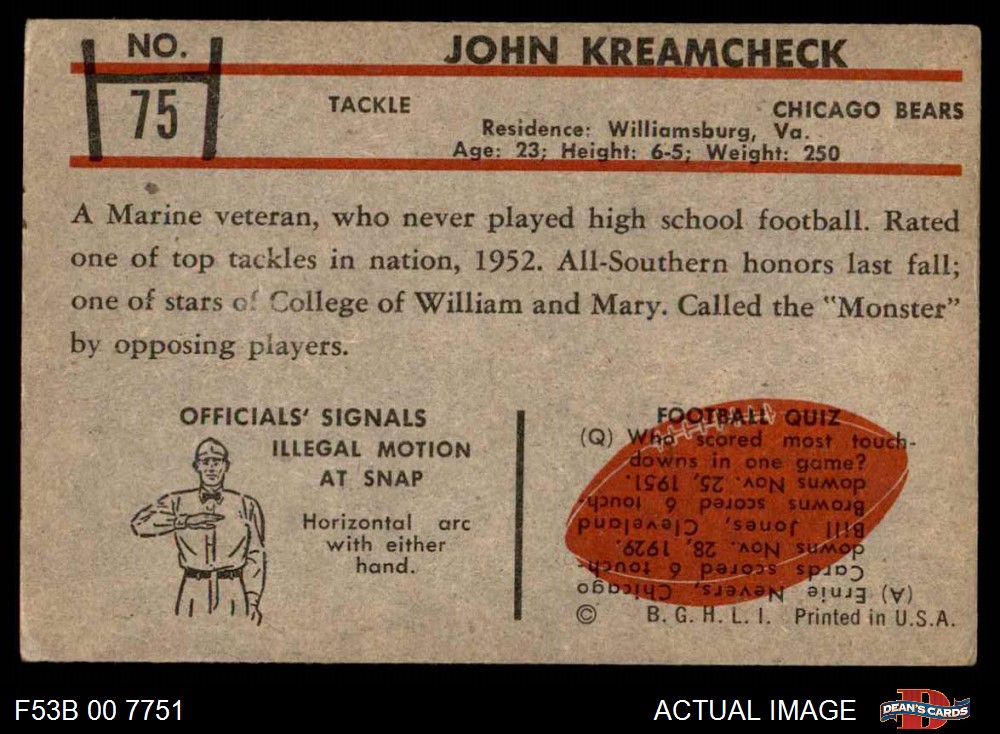 NO.
75
JOHN KREAMCHECK
TACKLE
CHICAGO BEARS
Residence: Williamsburg, Va.
Age: 23; Height: 6-5; Weight: 250
A Marine veteran, who never played high school football. Rated
one of top tackles in nation, 1952. All-Southern honors last fall;
one of stars of College of William and Mary. Called the "Monster"
by opposing players.
OFFICIALS' SIGNALS
ILLEGAL MOTION
AT SNAP
Horizontal arc
with either
hand.
FOOTBALL QUIZ
(Q) Who scored most touch-
downs in one game?
(A) Ernie Nevers, Chicago
Cards scored 6 touch-
downs Nov. 28, 1929.
Bill Jones, Cleveland
Browns scored 6 touch-
downs Nov. 25, 1951.
© B. G. H. L. I. Printed in U.S.A.
F53B 00 7751
ACTUAL IMAGE
D
DEAN'S CARDS